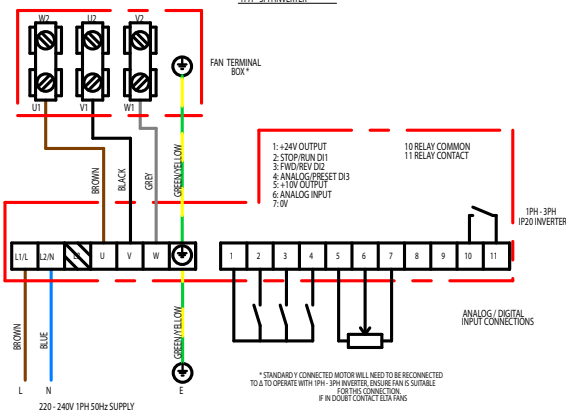 1PH - 3PH INVERTER
W2 U2 V2
FAN TERMINAL
BOX *
U1 V1 W1
BROWN
BLACK
GREY
GREEN/YELLOW
1: +24V OUTPUT
2: STOP/RUN DI1
3: FWD/REV DI2
4: ANALOG/PRESET DI3
5: +10V OUTPUT
6: ANALOG INPUT
7: 0V
10 RELAY COMMON
11 RELAY CONTACT
1PH - 3PH
IP20 INVERTER
L1/L L2/N L3 U V W
1 2 3 4 5 6 7 8 9 10 11
BROWN
BLUE
GREEN/YELLOW
ANALOG / DIGITAL
INPUT CONNECTIONS
L N E
220 - 240V 1PH 50Hz SUPPLY
* STANDARD Y CONNECTED MOTOR WILL NEED TO BE RECONNECTED
TO Δ TO OPERATE WITH 1PH - 3PH INVERTER, ENSURE FAN IS SUITABLE
FOR THIS CONNECTION.
IF IN DOUBT CONTACT ELTA FANS